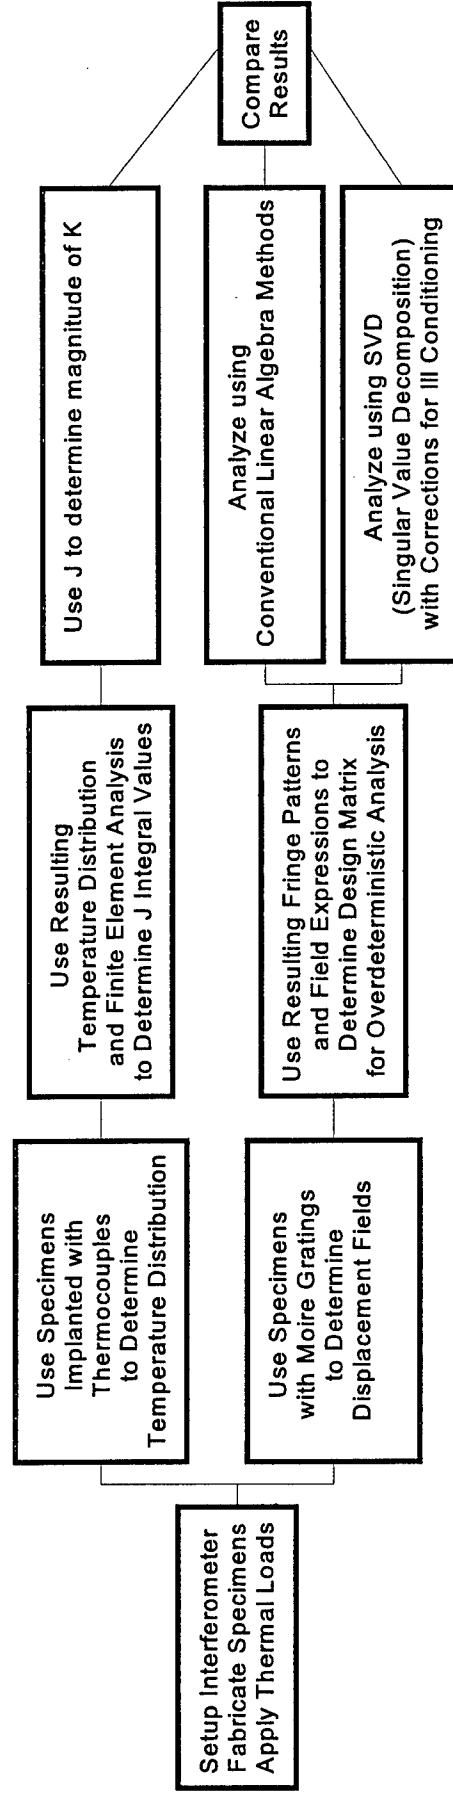 Setup Interferometer
Fabricate Specimens
Apply Thermal Loads
Use Specimens
Implanted with
Thermocouples
to Determine
Temperature Distribution
Use Resulting
Temperature Distribution
and Finite Element Analysis
to Determine J Integral Values
Use J to determine magnitude of K
Use Specimens
with Moire Gratings
to Determine
Displacement Fields
Use Resulting Fringe Patterns
and Field Expressions to
Determine Design Matrix
for Overdeterministic Analysis
Analyze using
Conventional Linear Algebra Methods
Analyze using SVD
(Singular Value Decomposition)
with Corrections for Ill Conditioning
Compare
Results